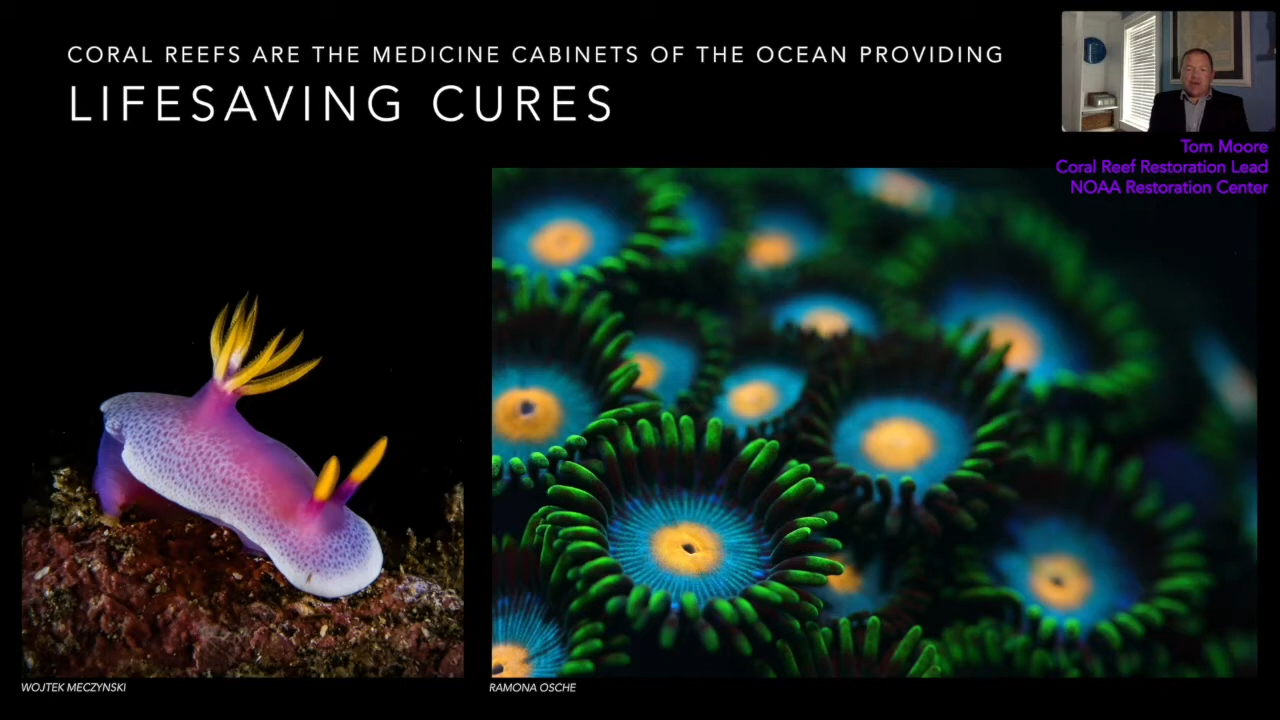 CORAL REEFS ARE THE MEDICINE CABINETS OF THE OCEAN PROVIDING
LIFESAVING CURES
Tom Moore
Coral Reef Restoration Lead
NOAA Restoration Center
WOJTEK MECZYNSKI
RAMONA OSCHE